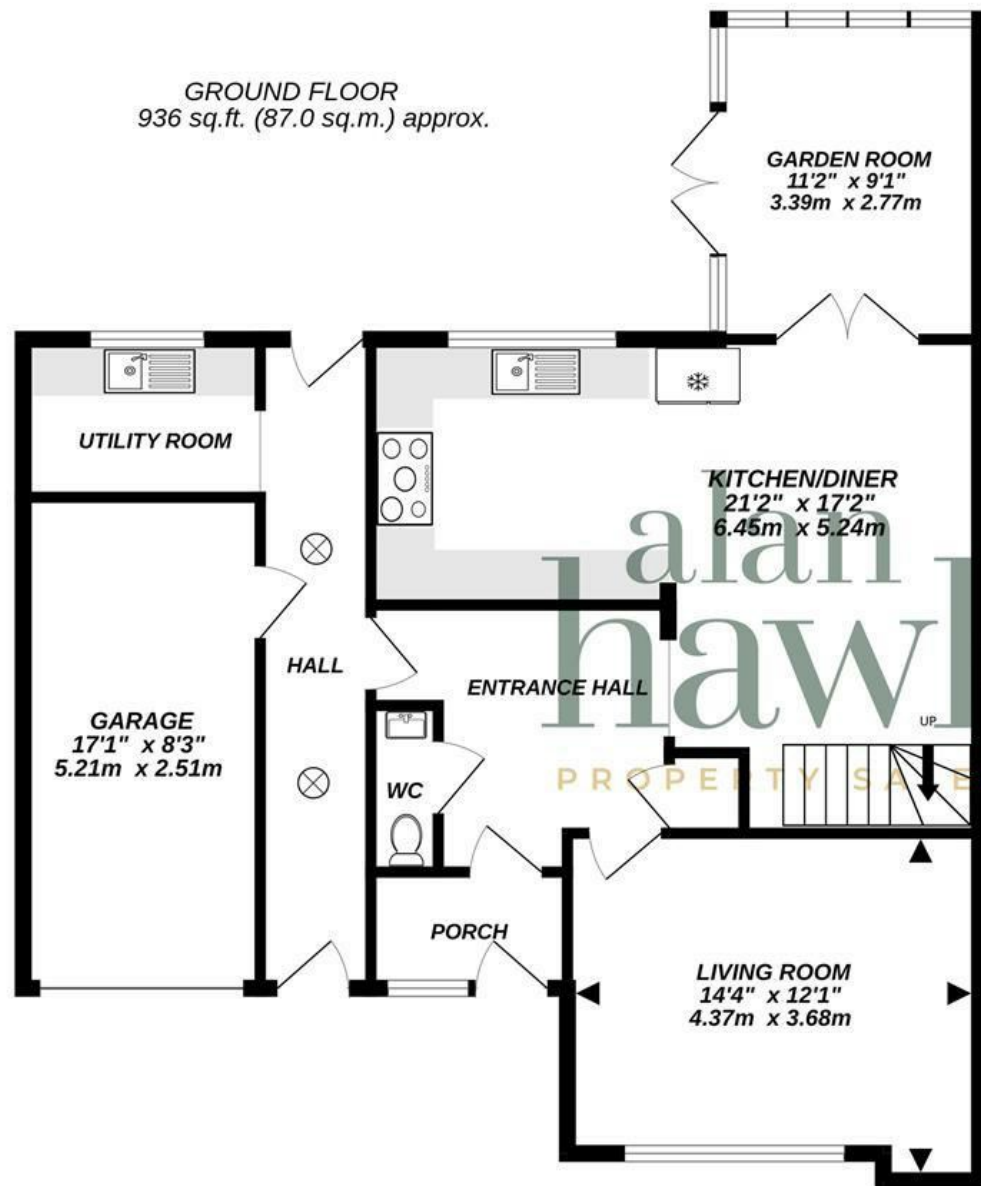 GROUND FLOOR
936 sq.ft. (87.0 sq.m.) approx.
GARDEN ROOM
11'2" x 9'1"
3.39m x 2.77m
UTILITY ROOM
KITCHEN/DINER
21'2" x 17'2"
6.45m x 5.24m
alan
hawk
PROPERTY SALE
HALL
ENTRANCE HALL
UP
GARAGE
17'1" x 8'3"
5.21m x 2.51m
WC
PORCH
LIVING ROOM
14'4" x 12'1"
4.37m x 3.68m